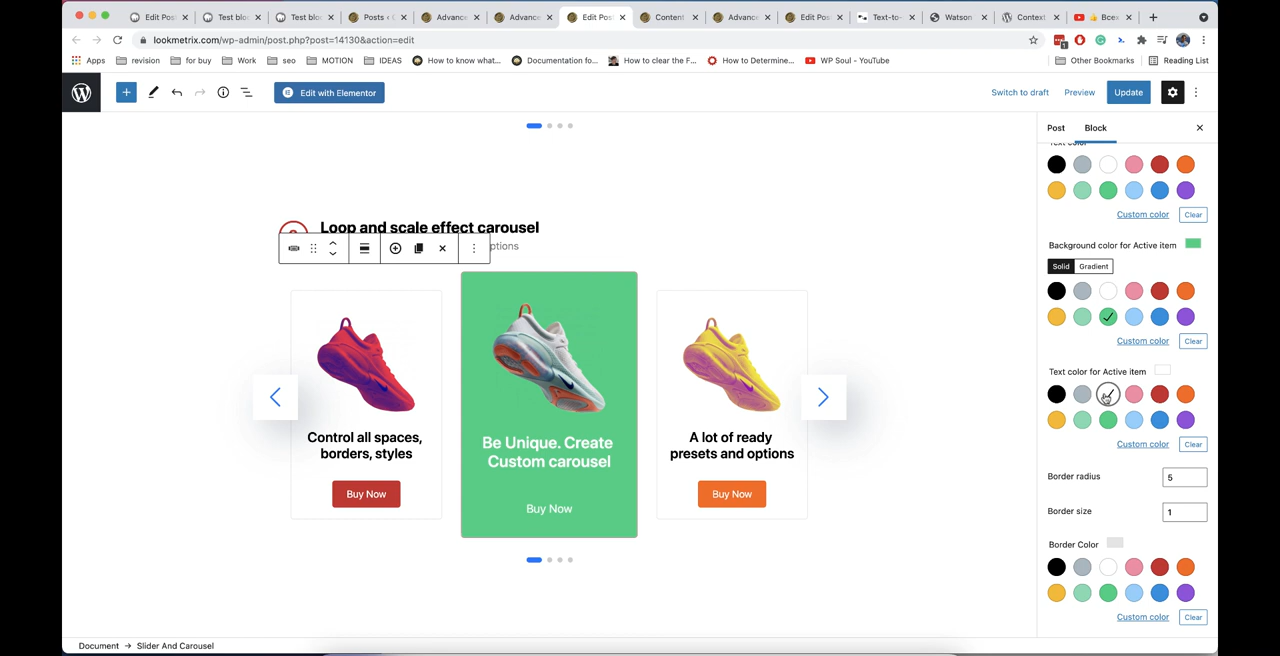 Edit Pos
Test blo
Test blo
Posts ‹
Advance
Advance
Edit Pos
Content
Advance
Edit Pos
Text-to-
Watson
Context
Всех
lookmetrix.com/wp-admin/post.php?post=14130&action=edit
Apps
revision
for buy
Work
seo
MOTION
IDEAS
How to know what...
Documentation fo...
How to clear the F...
How to Determine...
WP Soul - YouTube
Other Bookmarks
Reading List
Edit with Elementor
Switch to draft
Preview
Update
Post
Block
Text color
Custom color
Clear
Loop and scale effect carousel
ptions
Background color for Active item
Solid
Gradient
Custom color
Clear
Text color for Active item
Custom color
Clear
Control all spaces,
borders, styles
Buy Now
Be Unique. Create
Custom carousel
Buy Now
A lot of ready
presets and options
Buy Now
Border radius
5
Border size
1
Border Color
Custom color
Clear
Document → Slider And Carousel